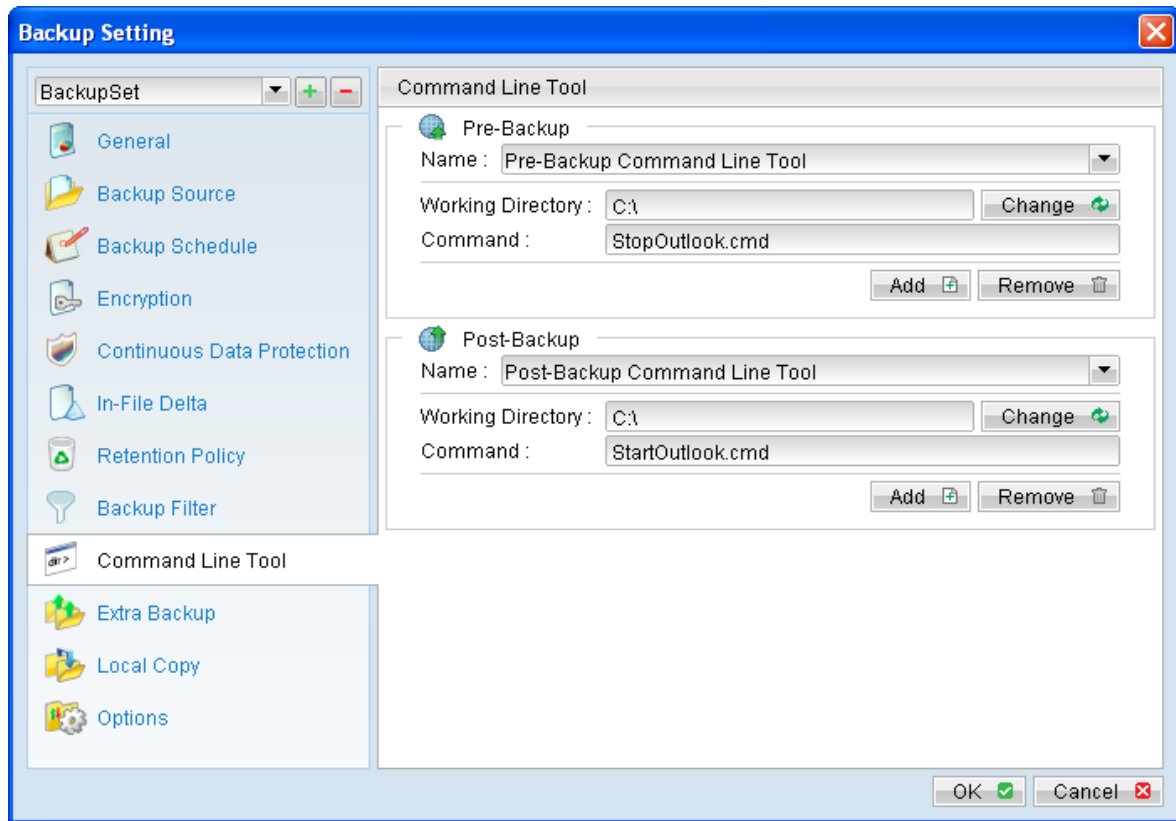 Backup Setting
BackupSet
General
Backup Source
Backup Schedule
Encryption
Continuous Data Protection
In-File Delta
Retention Policy
Backup Filter
dir>
Command Line Tool
Extra Backup
Local Copy
Options
Command Line Tool
Pre-Backup
Name : Pre-Backup Command Line Tool
Working Directory : C:\ Change
Command : StopOutlook.cmd
Add Remove
Post-Backup
Name : Post-Backup Command Line Tool
Working Directory : C:\ Change
Command : StartOutlook.cmd
Add Remove
OK Cancel